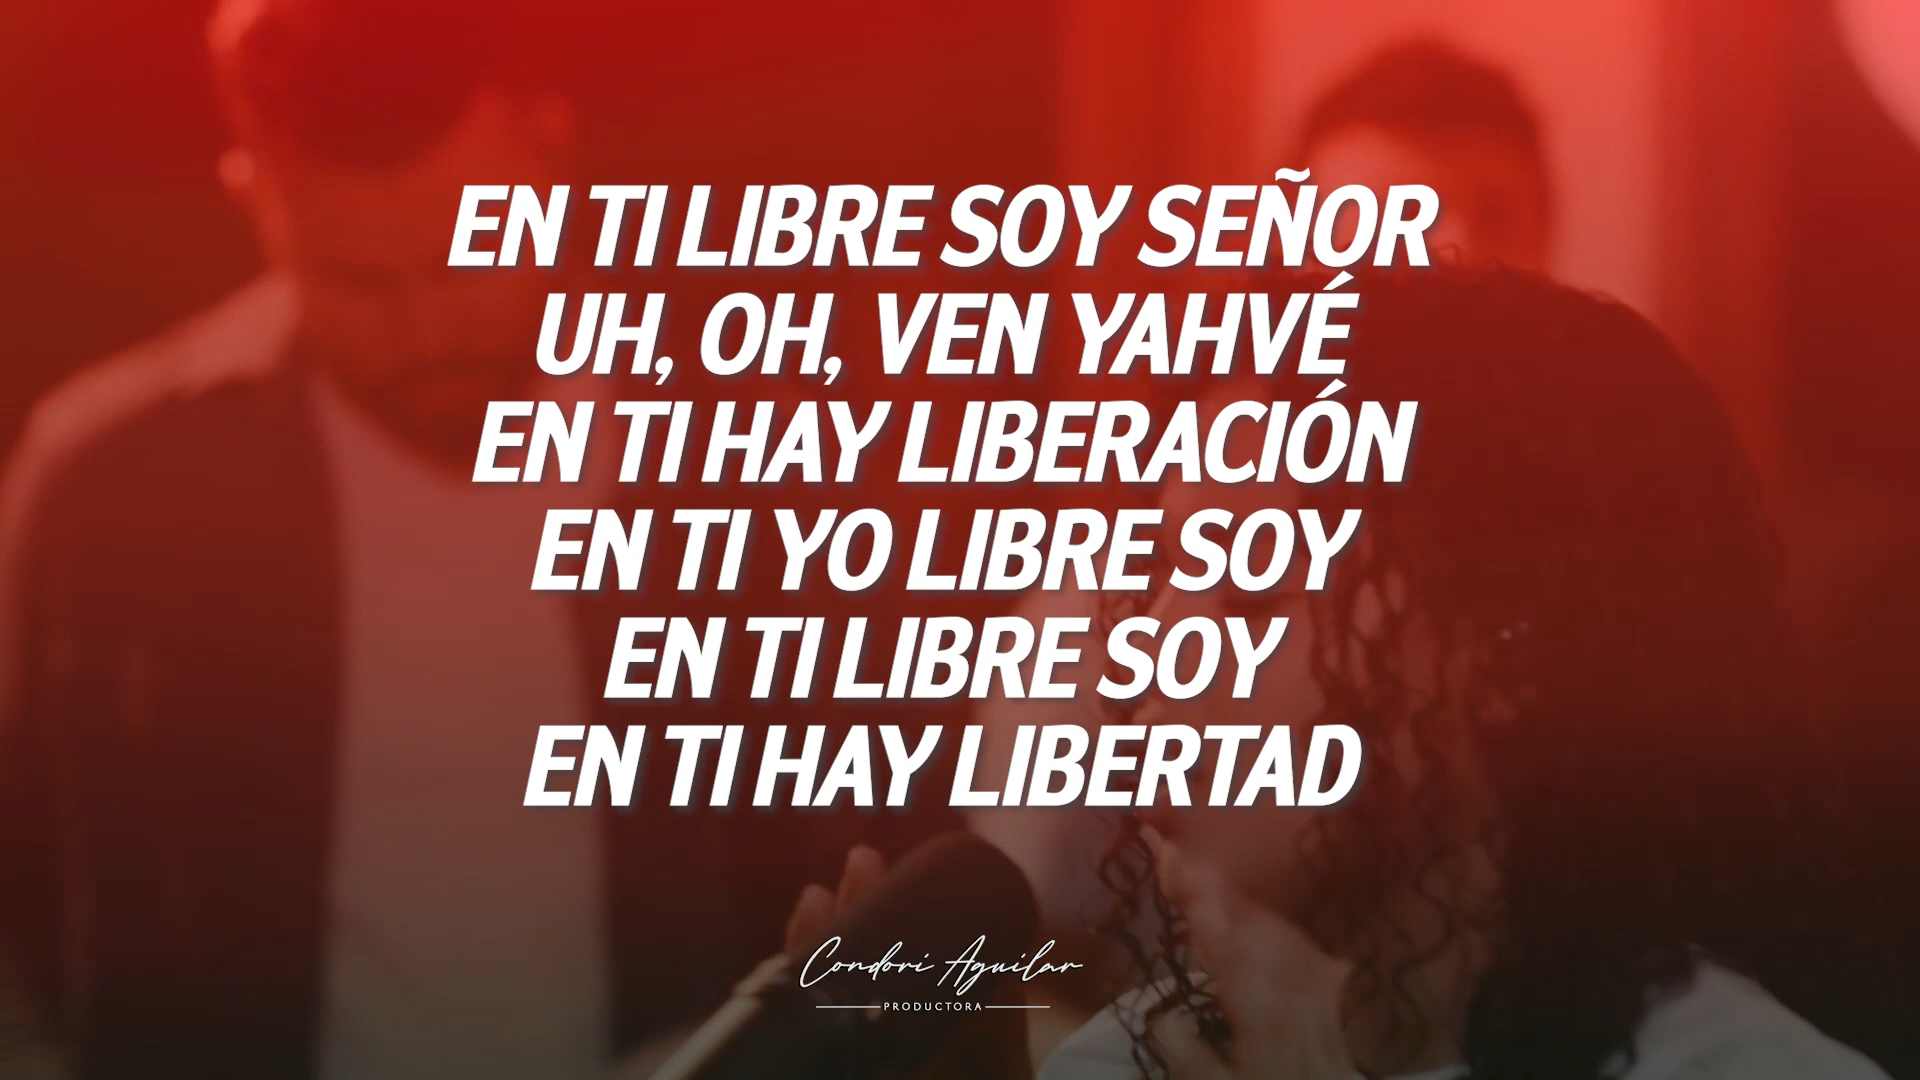 EN TI LIBRE SOY SEÑOR
UH, OH, VEN YAHVÉ
EN TI HAY LIBERACIÓN
EN TI YO LIBRE SOY
EN TI LIBRE SOY
EN TI HAY LIBERTAD
Condori Aguilar
PRODUCTORA